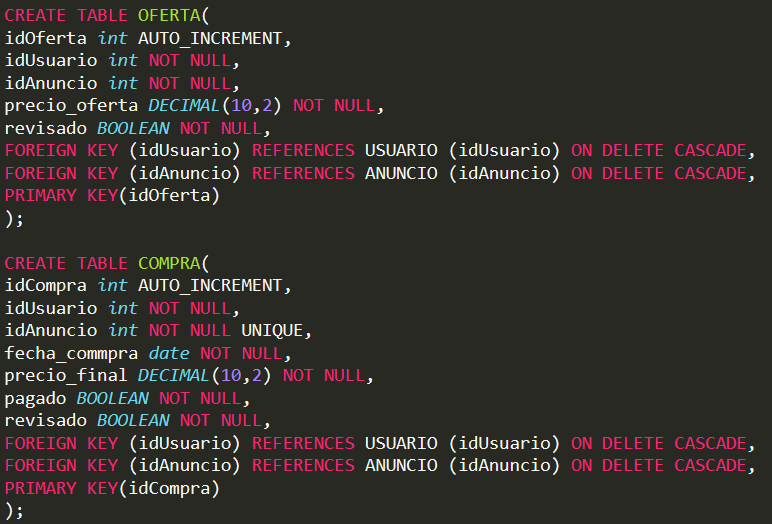 CREATE TABLE OFERTA(
idOferta int AUTO_INCREMENT,
idUsuario int NOT NULL,
idAnuncio int NOT NULL,
precio_oferta DECIMAL(10,2) NOT NULL,
revisado BOOLEAN NOT NULL,
FOREIGN KEY (idUsuario) REFERENCES USUARIO (idUsuario) ON DELETE CASCADE,
FOREIGN KEY (idAnuncio) REFERENCES ANUNCIO (idAnuncio) ON DELETE CASCADE,
PRIMARY KEY(idOferta)
);
CREATE TABLE COMPRA(
idCompra int AUTO_INCREMENT,
idUsuario int NOT NULL,
idAnuncio int NOT NULL UNIQUE,
fecha_commpra date NOT NULL,
precio_final DECIMAL(10,2) NOT NULL,
pagado BOOLEAN NOT NULL,
revisado BOOLEAN NOT NULL,
FOREIGN KEY (idUsuario) REFERENCES USUARIO (idUsuario) ON DELETE CASCADE,
FOREIGN KEY (idAnuncio) REFERENCES ANUNCIO (idAnuncio) ON DELETE CASCADE,
PRIMARY KEY(idCompra)
);